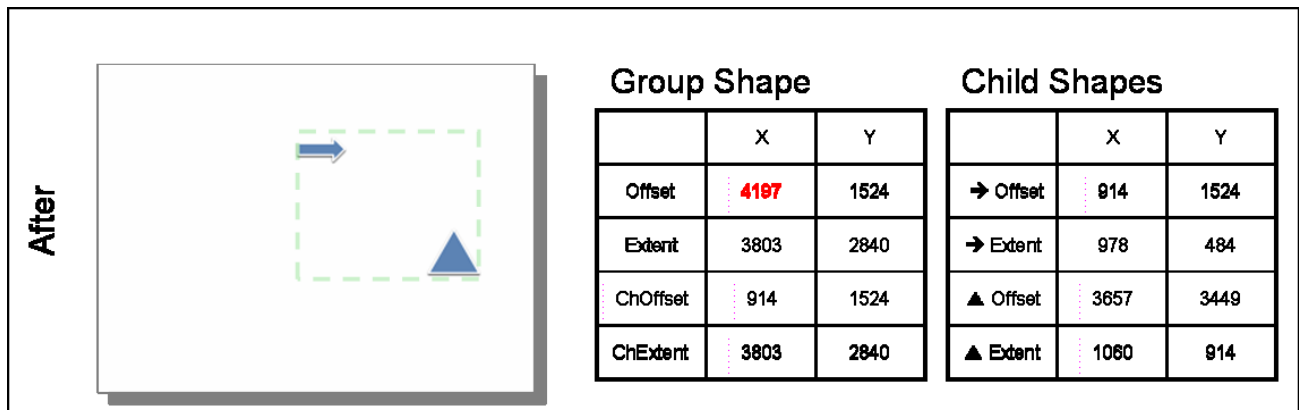 After
Group Shape
X Y
Offset 4197 1524
Extent 3803 2840
ChOffset 914 1524
ChExtent 3803 2840
Child Shapes
X Y
➔ Offset 914 1524
➔ Extent 978 484
▲ Offset 3657 3449
▲ Extent 1060 914